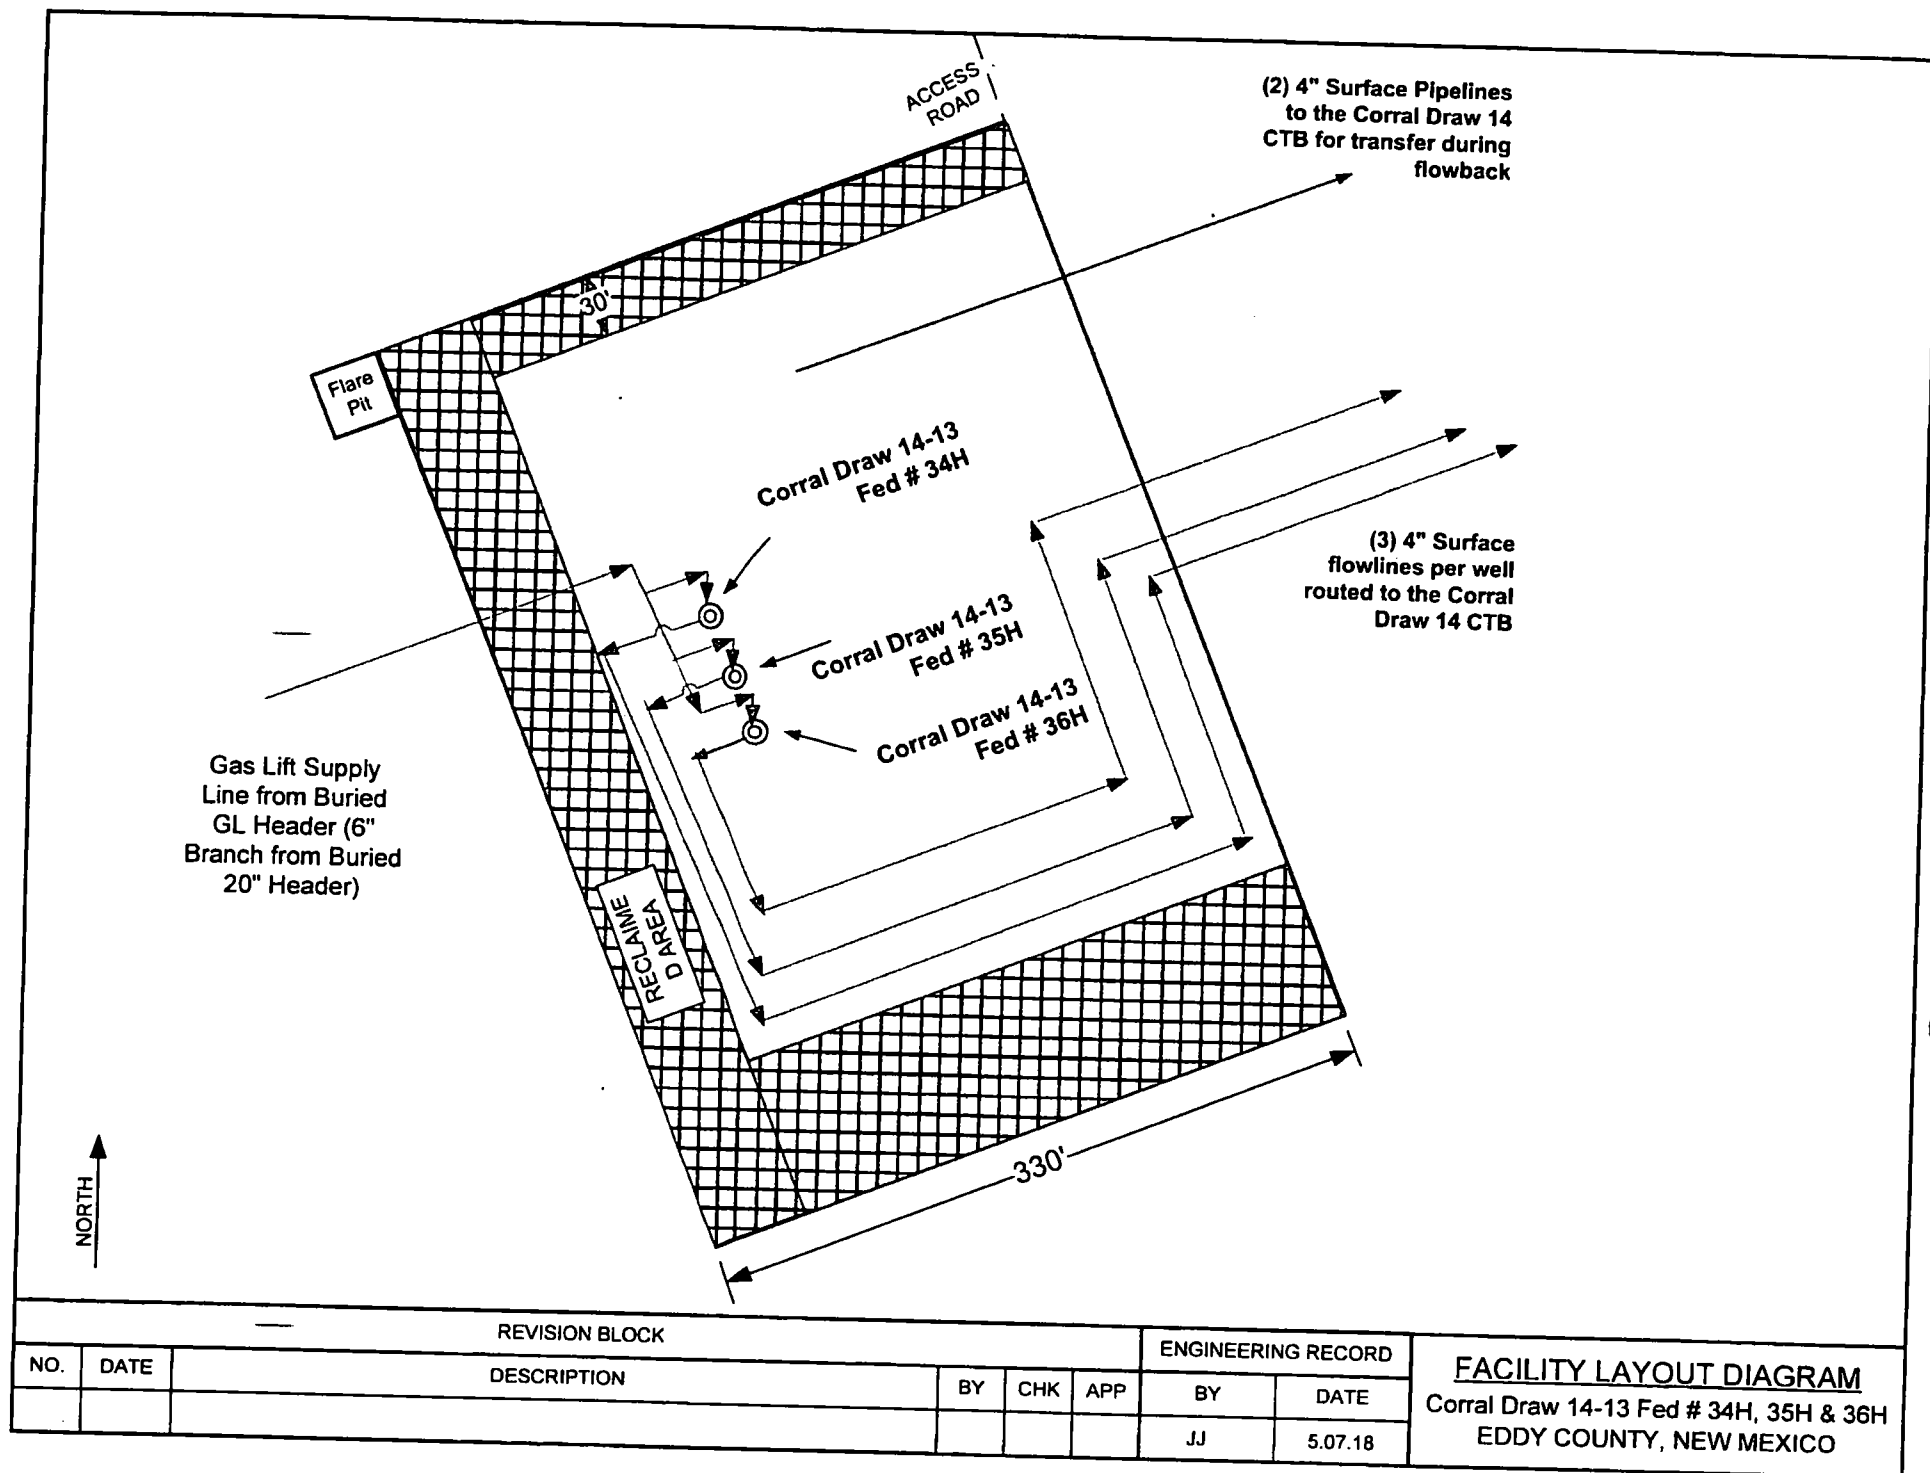 ACCESS
ROAD
(2) 4" Surface Pipelines
to the Corral Draw 14
CTB for transfer during
flowback
30'
Flare
Pit
Corral Draw 14-13
Fed # 34H
(3) 4" Surface
flowlines per well
routed to the Corral
Draw 14 CTB
Corral Draw 14-13
Fed # 35H
Corral Draw 14-13
Fed # 36H
Gas Lift Supply
Line from Buried
GL Header (6"
Branch from Buried
20" Header)
RECLAIME
D AREA
330'
NORTH
REVISION BLOCK
ENGINEERING RECORD
NO.
DATE
DESCRIPTION
BY
CHK
APP
BY
DATE
JJ
5.07.18
FACILITY LAYOUT DIAGRAM
Corral Draw 14-13 Fed # 34H, 35H & 36H
EDDY COUNTY, NEW MEXICO